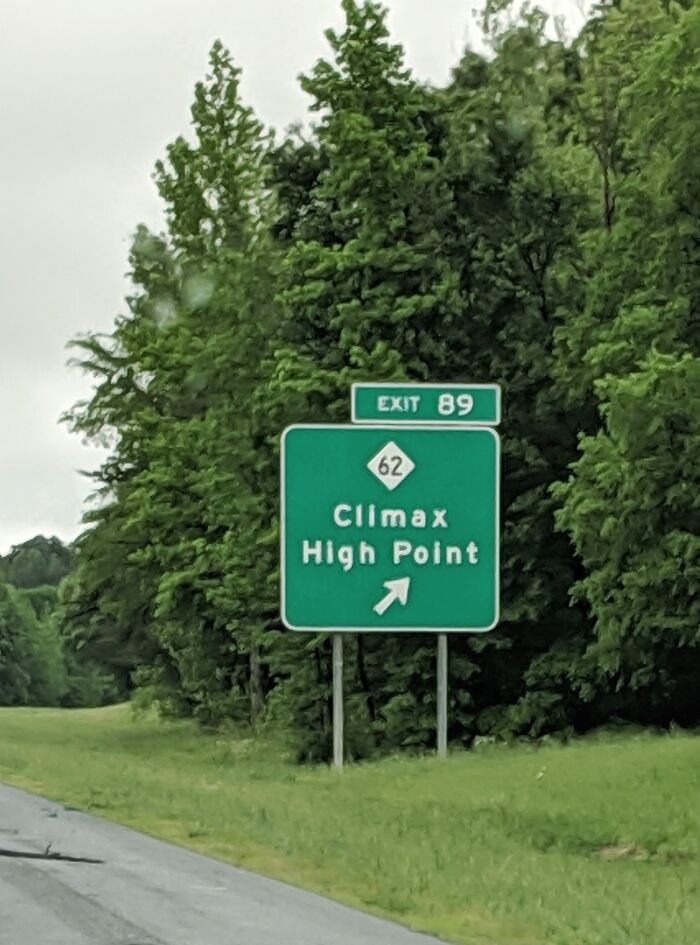 EXIT 89
62
Climax
High Point